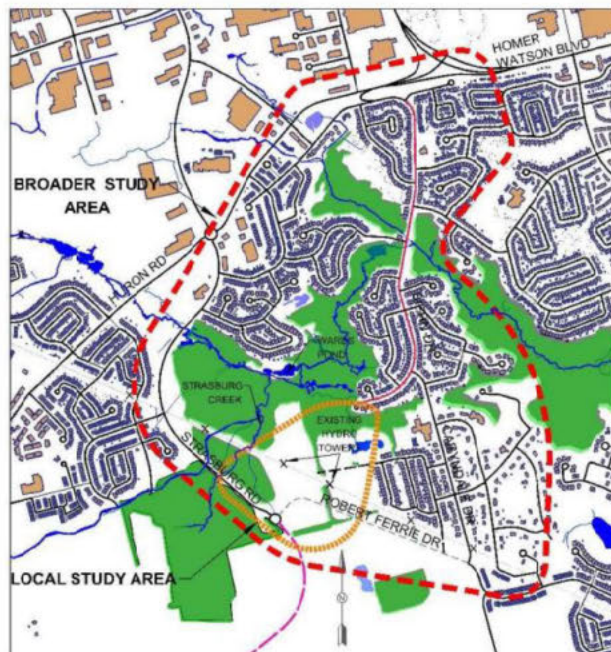 HOMER
WATSON BLVD
BROADER STUDY
AREA
HURON RD
STRASBURG
CREEK
EXISTING
HYDRO
TOWER
STRASBURG RD
ROBERT FERRIE DR
LOCAL STUDY AREA
N